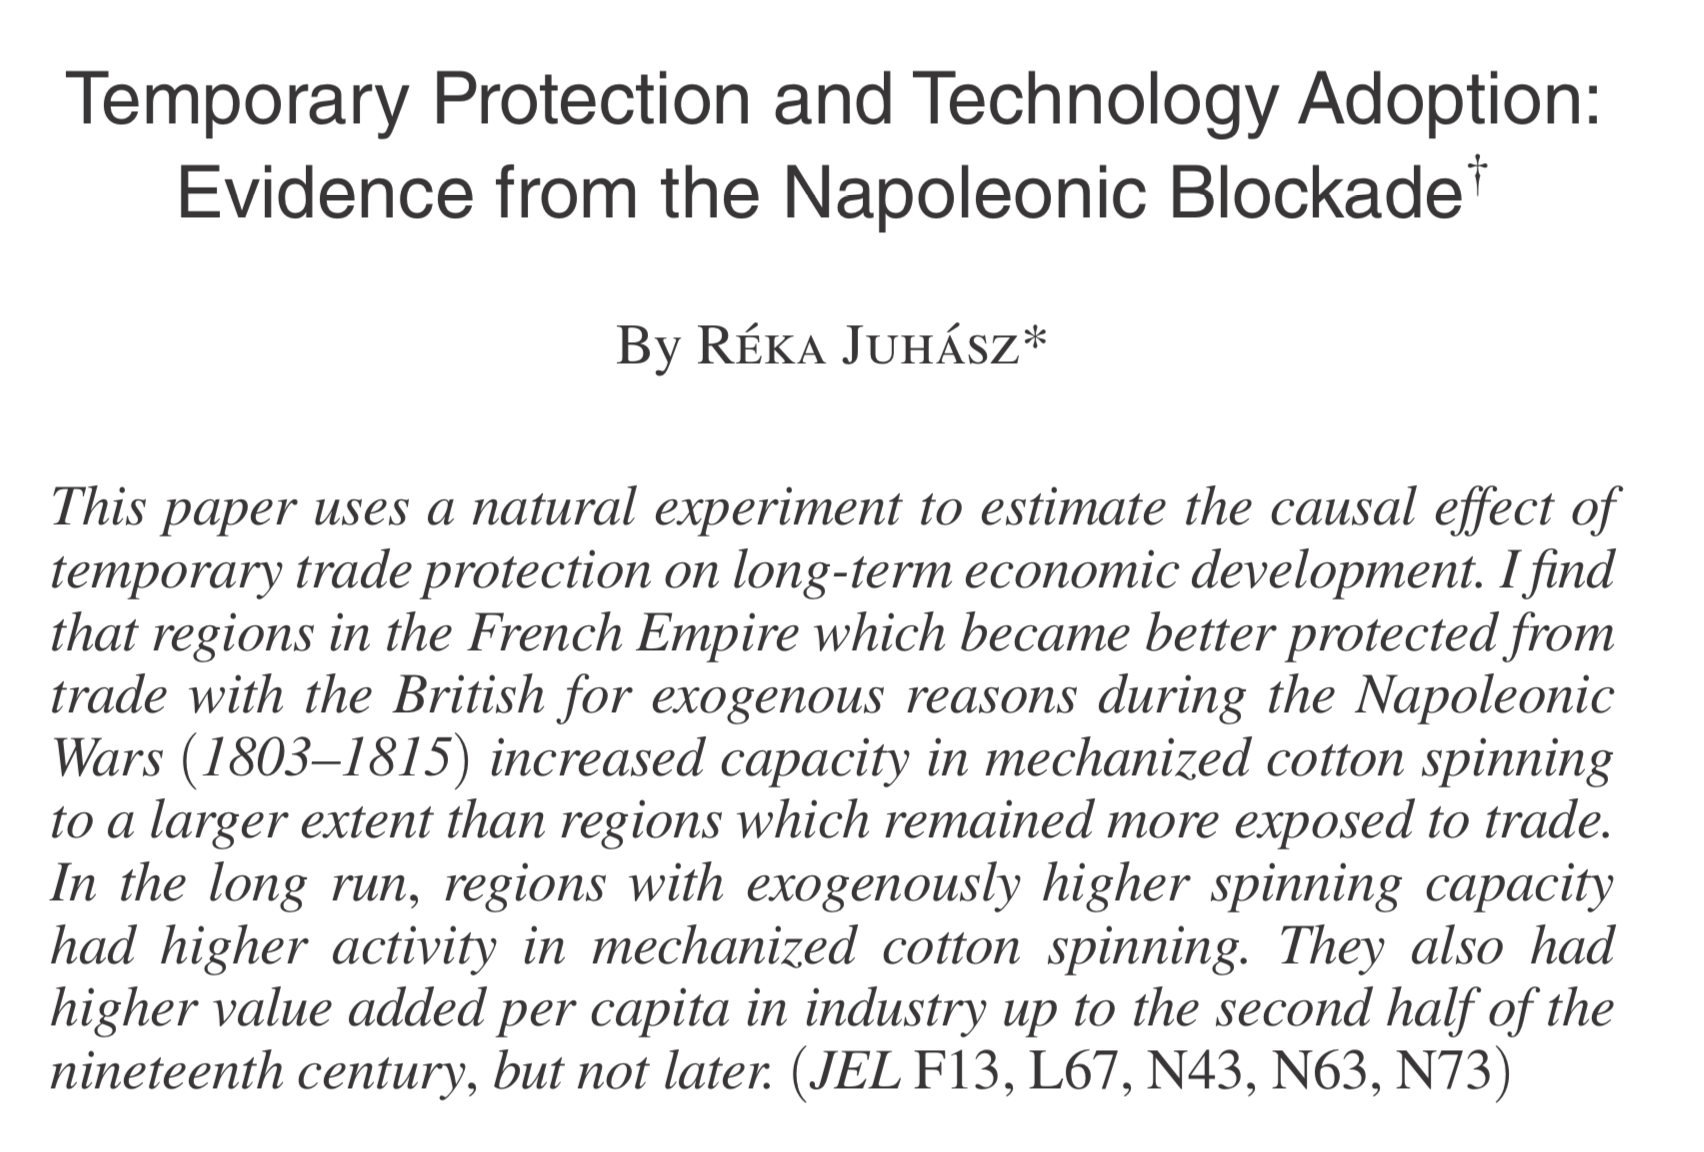 Temporary Protection and Technology Adoption:
Evidence from the Napoleonic Blockade†
By Réka Juhász*
This paper uses a natural experiment to estimate the causal effect of
temporary trade protection on long-term economic development. I find
that regions in the French Empire which became better protected from
trade with the British for exogenous reasons during the Napoleonic
Wars (1803–1815) increased capacity in mechanized cotton spinning
to a larger extent than regions which remained more exposed to trade.
In the long run, regions with exogenously higher spinning capacity
had higher activity in mechanized cotton spinning. They also had
higher value added per capita in industry up to the second half of the
nineteenth century, but not later. (JEL F13, L67, N43, N63, N73)